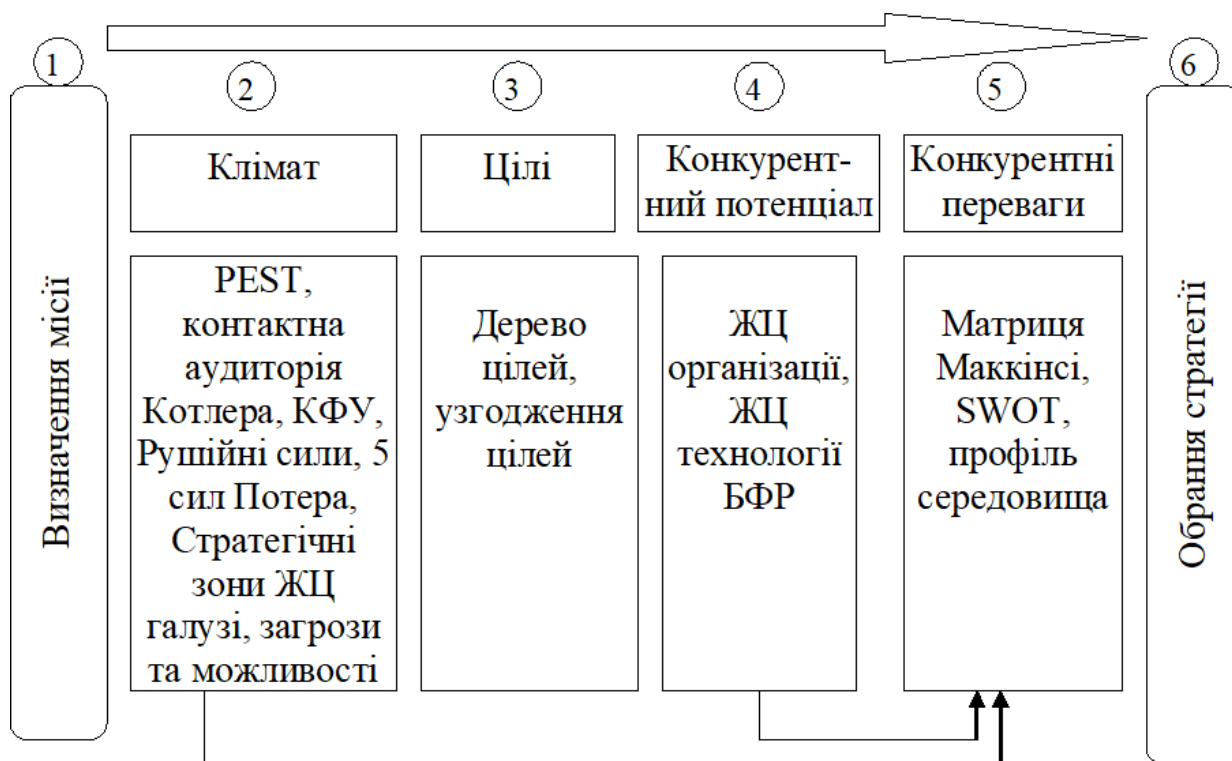 1
Визначення місії
2
Клімат
PEST,
контактна
аудиторія
Котлера, КФУ,
Рушійні сили, 5
сил Потера,
Стратегічні
зони ЖЦ
галузі, загрози
та можливості
3
Цілі
Дерево
цілей,
узгодження
цілей
4
Конкурент-
ний потенціал
ЖЦ
організації,
ЖЦ
технології
БФР
5
Конкурентні
переваги
Матриця
Маккінсі,
SWOT,
профіль
середовища
6
Обрання стратегії